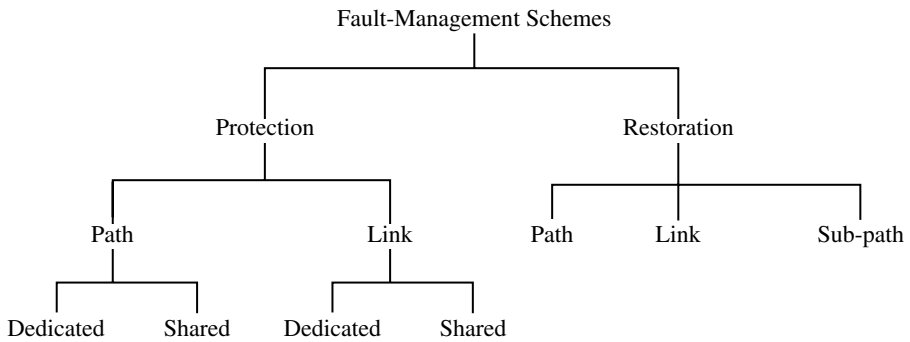 Fault-Management Schemes
Protection Restoration
Path Link Path Link Sub-path
Dedicated Shared Dedicated Shared